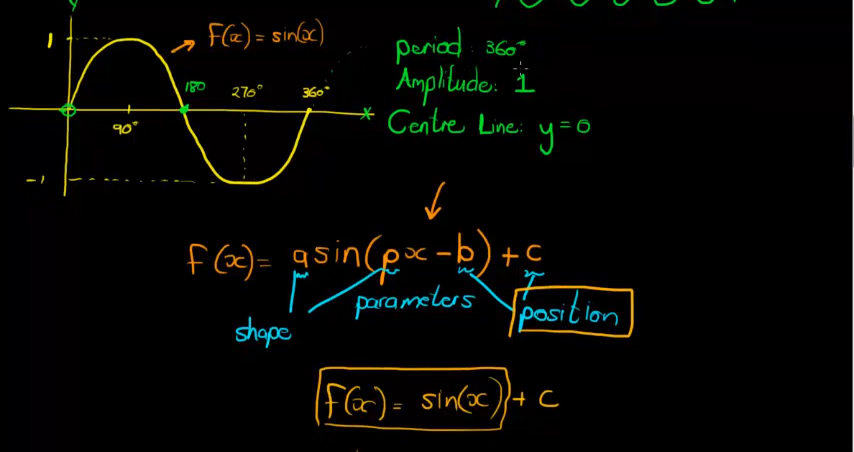 y
1
F(x) = sin(x)
180
270°
360°
x
90°
-1
period : 360°
Amplitude: 1
Centre Line: y=0
F(x) = asin(px - b) + c
shape
parameters
position
F(x) = sin(x) + c